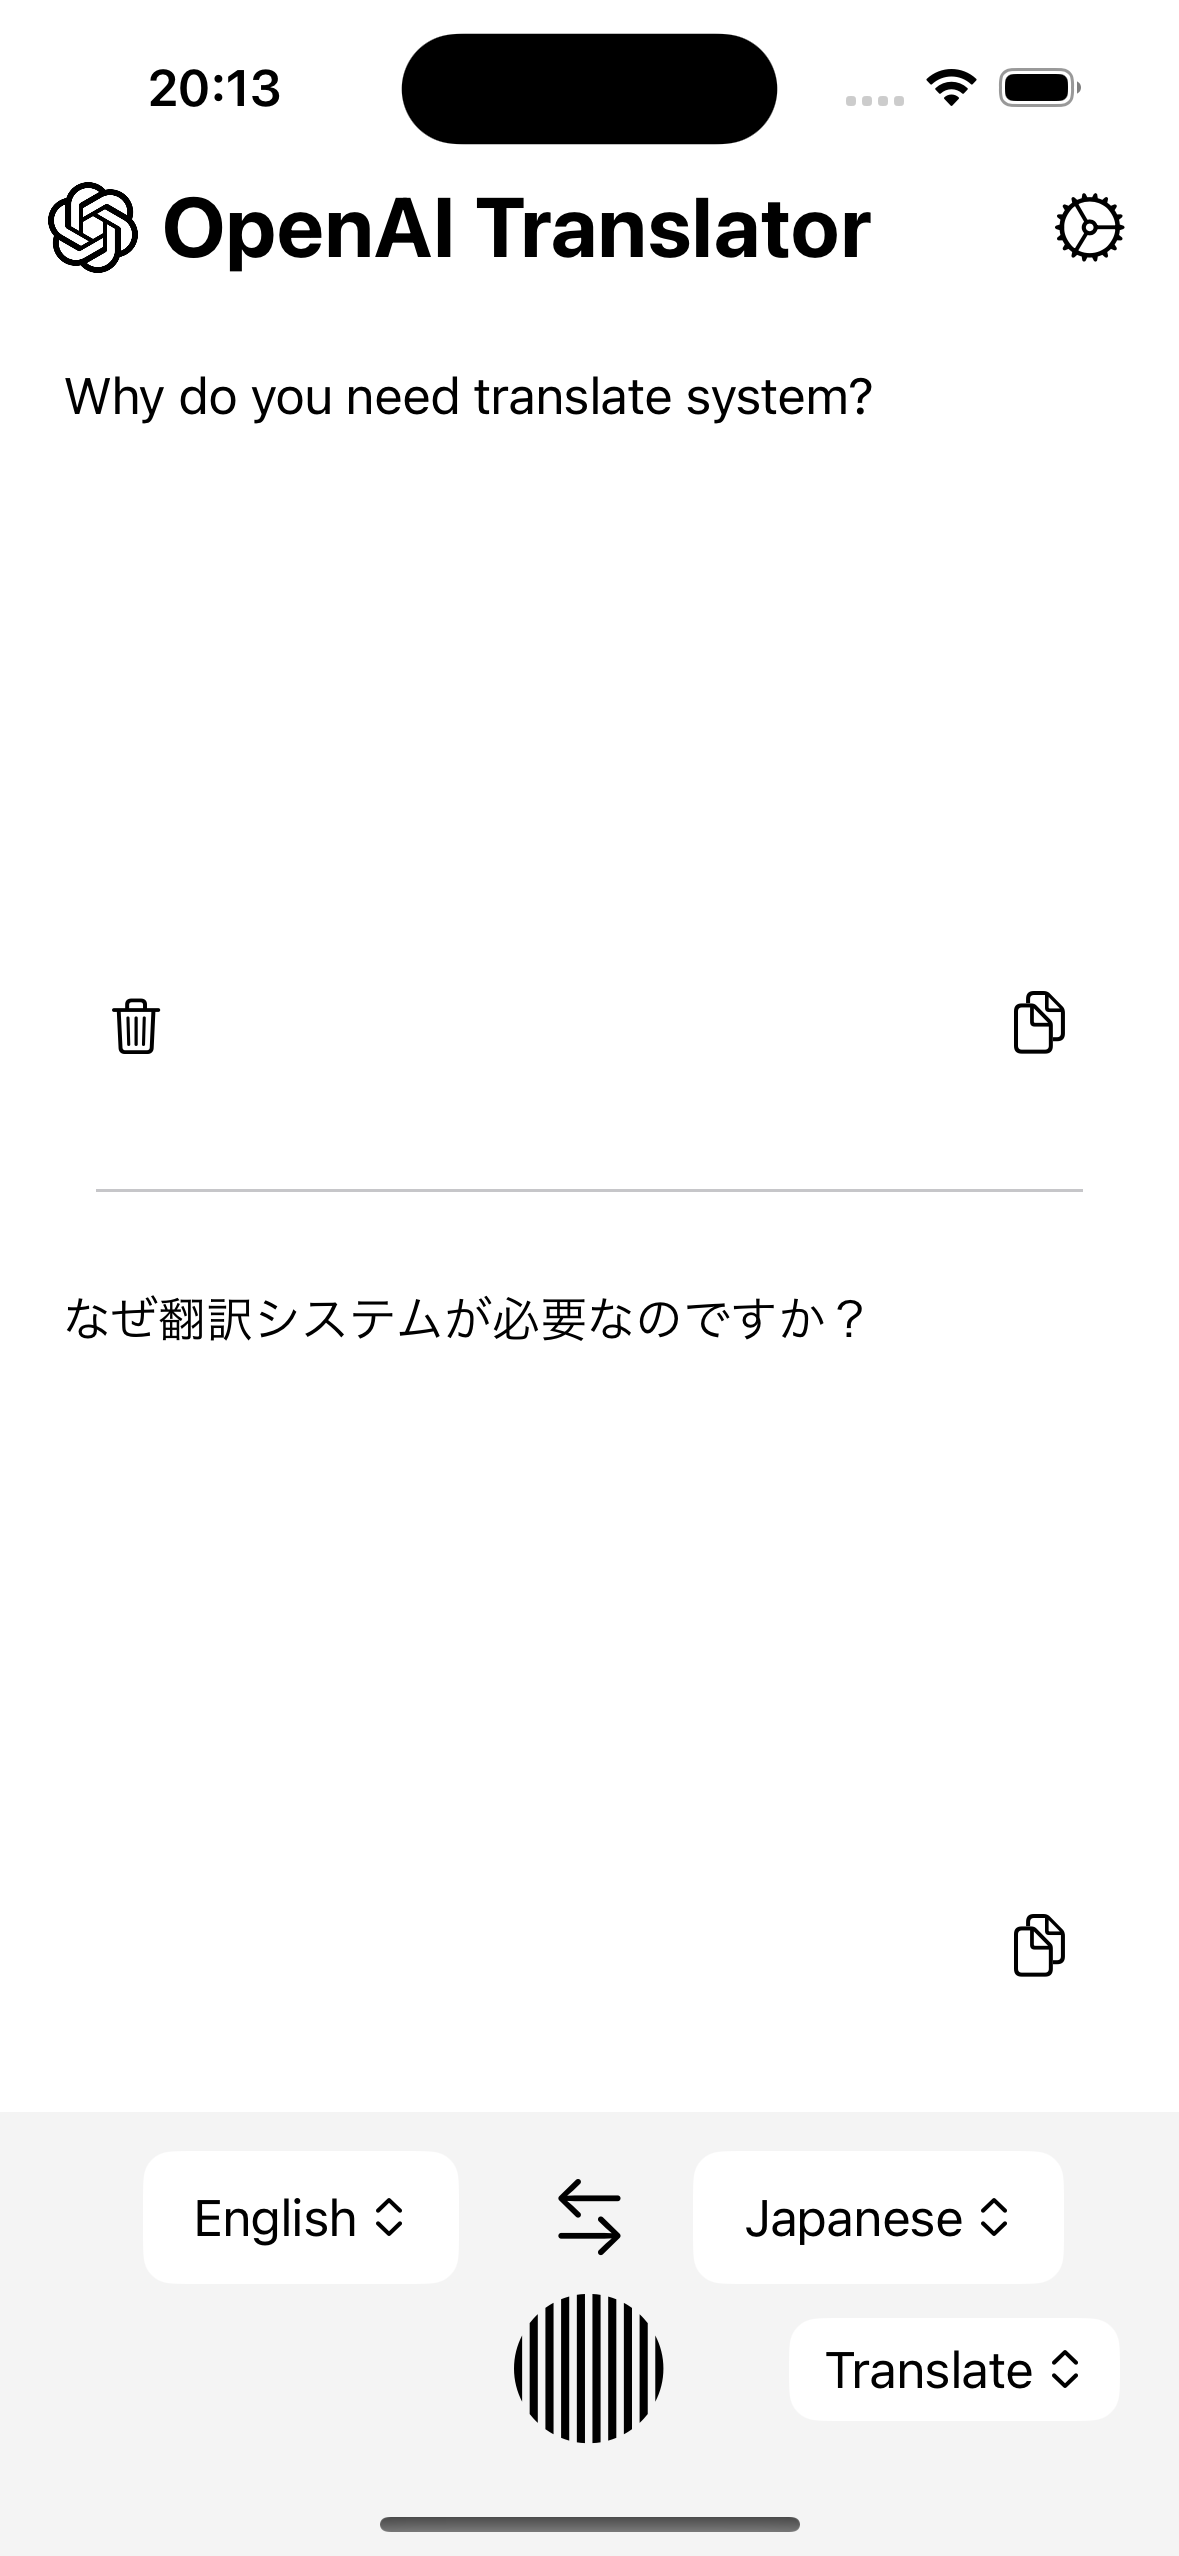 20:13
OpenAI Translator
Why do you need translate system?
なぜ翻訳システムが必要なのですか？
English
Japanese
Translate